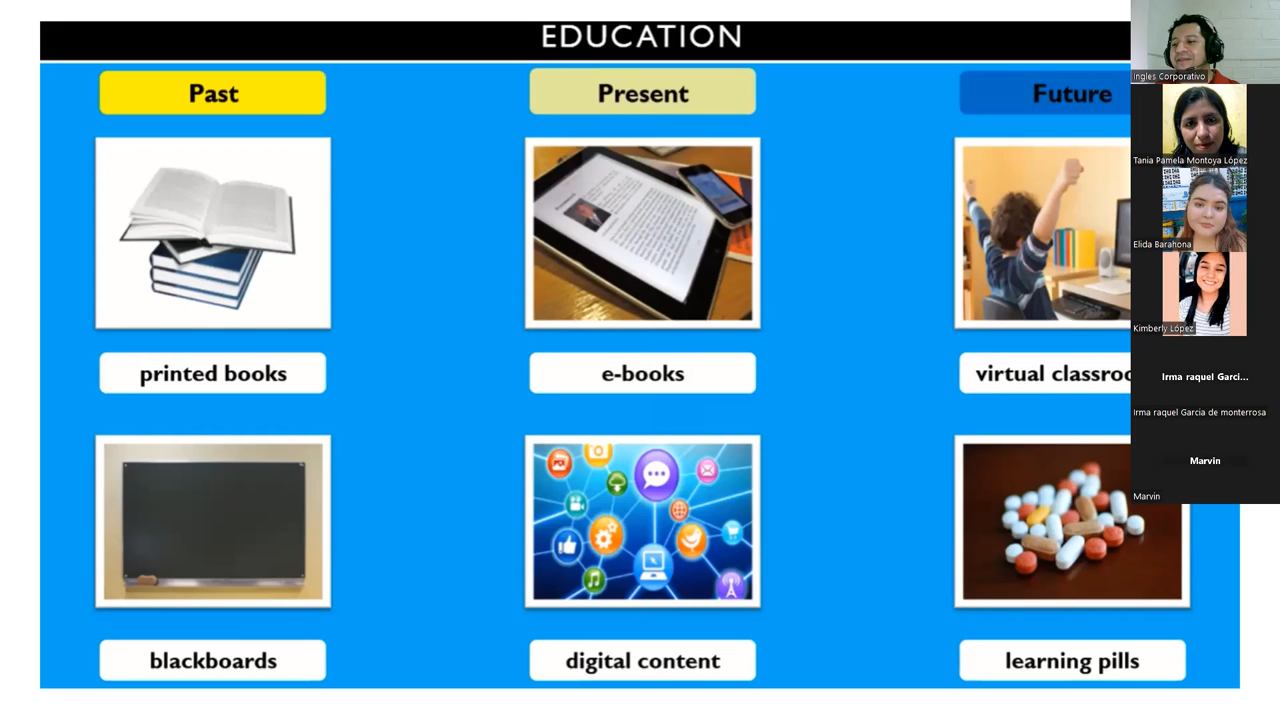 EDUCATION
Past
Present
Future
printed books
e-books
virtual classroo
blackboards
digital content
learning pills
Ingles Corporativo
Tania Pamela Montoya López
Elida Barahona
Kimberly López
Irma raquel Garci...
Irma raquel Garcia de monterrosa
Marvin
Marvin